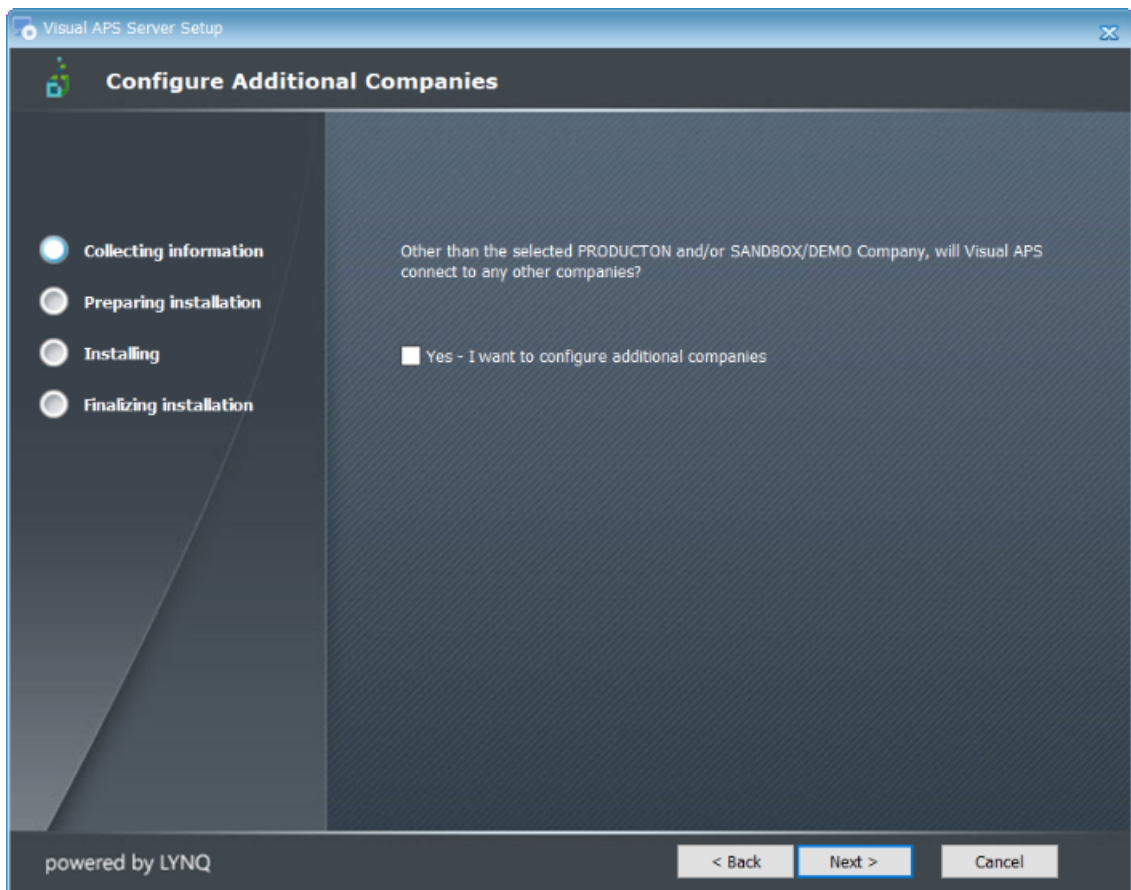 Visual APS Server Setup
Configure Additional Companies
Collecting information
Preparing installation
Installing
Finalizing installation
Other than the selected PRODUCTON and/or SANDBOX/DEMO Company, will Visual APS
connect to any other companies?
Yes - I want to configure additional companies
powered by LYNQ
< Back
Next >
Cancel